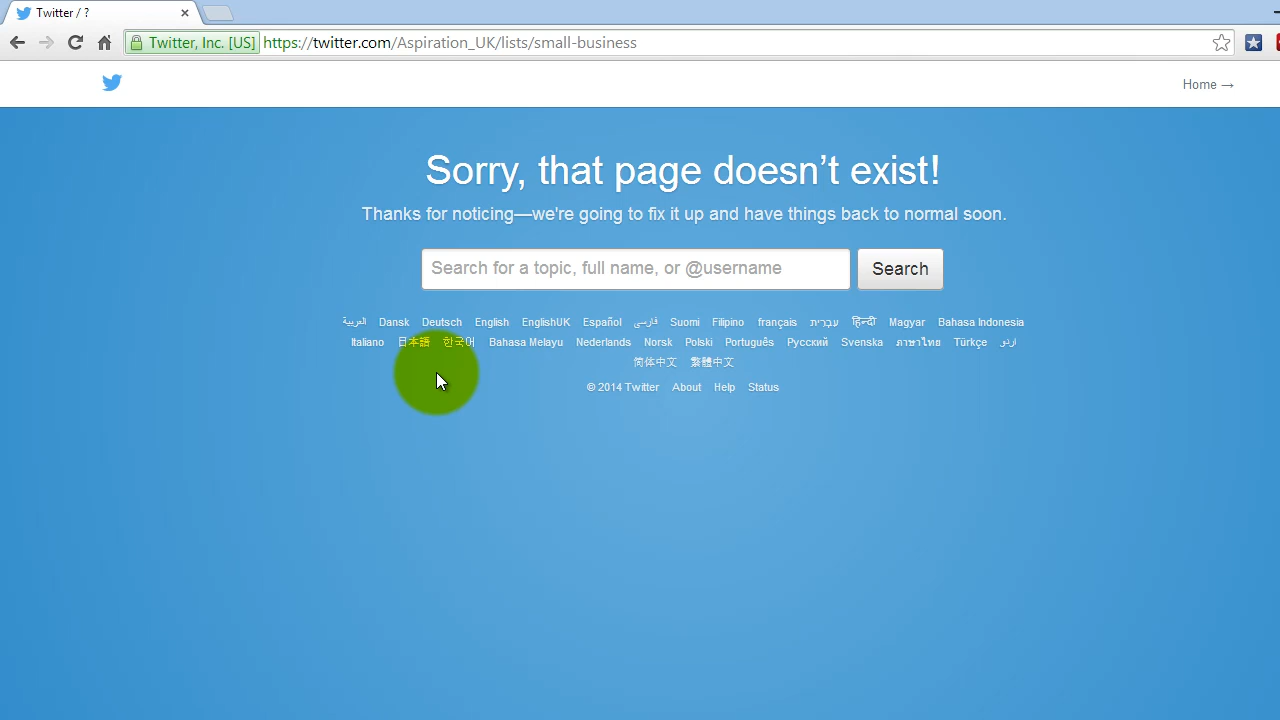 Twitter / ?
Twitter, Inc. [US] https://twitter.com/Aspiration_UK/lists/small-business
Home →
Sorry, that page doesn’t exist!
Thanks for noticing—we're going to fix it up and have things back to normal soon.
Search for a topic, full name, or @username Search
العربية Dansk Deutsch English EnglishUK Español فارسی Suomi Filipino français עִבְרִית हिन्दी Magyar Bahasa Indonesia
Italiano 日本語 한국어 Bahasa Melayu Nederlands Norsk Polski Português Русский Svenska ภาษาไทย Türkçe اردو
简体中文 繁體中文
© 2014 Twitter About Help Status